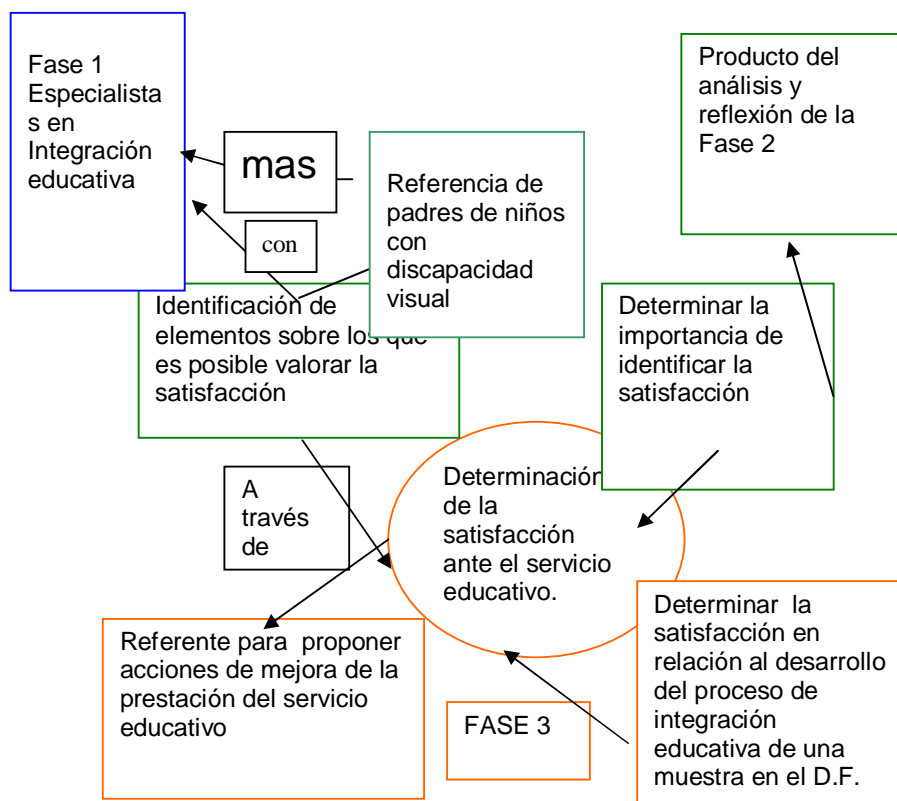 Fase 1
Especialista
s en
Integración
educativa
mas
con
Referencia de
padres de niños
con
discapacidad
visual
Producto del
análisis y
reflexión de la
Fase 2
Identificación de
elementos sobre los que
es posible valorar la
satisfacción
Determinar la
importancia de
identificar la
satisfacción
A
través
de
Determinación
de la
satisfacción
ante el servicio
educativo.
Referente para proponer
acciones de mejora de la
prestación del servicio
educativo
FASE 3
Determinar la
satisfacción en
relación al desarrollo
del proceso de
integración
educativa de una
muestra en el D.F.